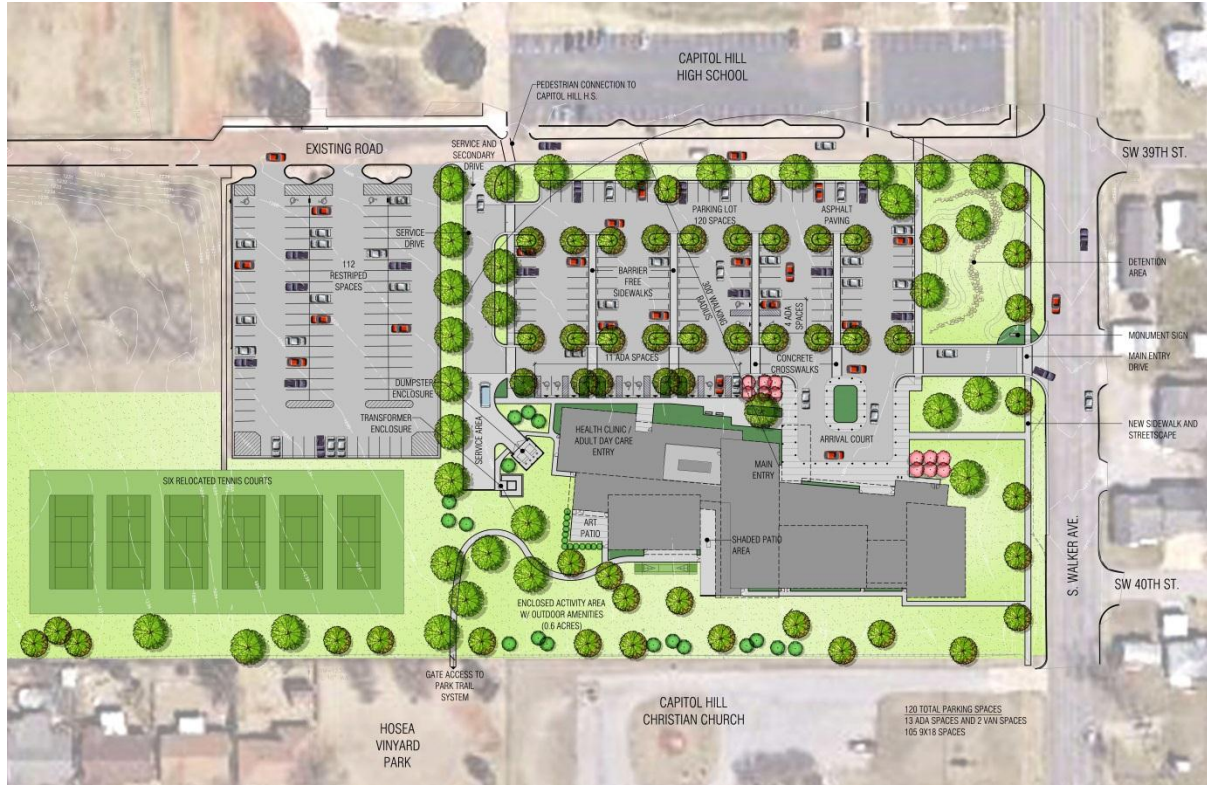 CAPITOL HILL
HIGH SCHOOL
PEDESTRIAN CONNECTION TO
CAPITOL HILL H.S.
EXISTING ROAD
SERVICE AND
SECONDARY
DRIVE
SW 39TH ST.
PARKING LOT
120 SPACES
ASPHALT
PAVING
SERVICE
DRIVE
112
RESTRIPED
SPACES
BARRIER
FREE
SIDEWALKS
300' WALKING
RADIUS
4 ADA
SPACES
DETENTION
AREA
MONUMENT SIGN
MAIN ENTRY
DRIVE
11 ADA SPACES
CONCRETE
CROSSWALKS
DUMPSTER
ENCLOSURE
TRANSFORMER
ENCLOSURE
SERVICE AREA
HEALTH CLINIC /
ADULT DAY CARE
ENTRY
ARRIVAL COURT
NEW SIDEWALK AND
STREETSCAPE
MAIN
ENTRY
SIX RELOCATED TENNIS COURTS
ART
PATIO
SHADED PATIO
AREA
S. WALKER AVE.
SW 40TH ST.
ENCLOSED ACTIVITY AREA
W/ OUTDOOR AMENITIES
(0.6 ACRES)
GATE ACCESS TO
PARK TRAIL
SYSTEM
HOSEA
VINYARD
PARK
CAPITOL HILL
CHRISTIAN CHURCH
120 TOTAL PARKING SPACES
13 ADA SPACES AND 2 VAN SPACES
105 9X18 SPACES